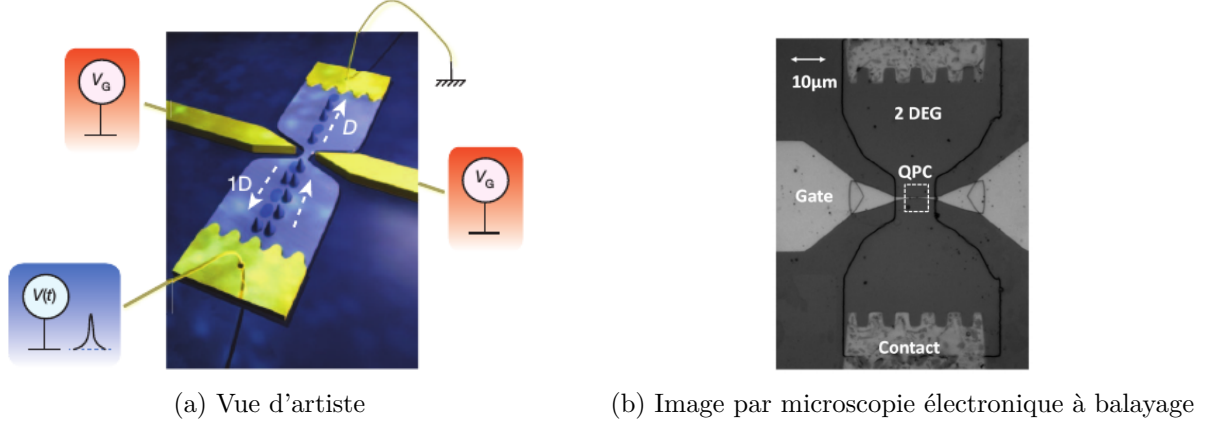 V_G
D
1D
V_G
V(t)
(a) Vue d'artiste
10µm
2 DEG
QPC
Gate
Contact
(b) Image par microscopie électronique à balayage